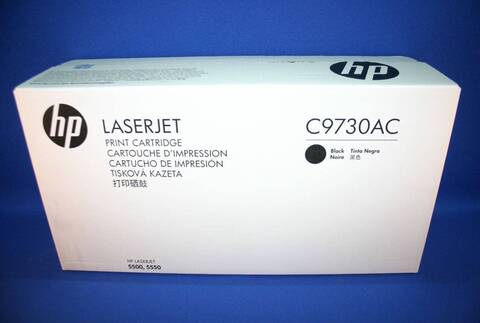 hp
hp
LASERJET
PRINT CARTRIDGE
CARTOUCHE D'IMPRESSION
CARTUCHO DE IMPRESIÓN
TISKOVÁ KAZETA
打印硒鼓
C9730AC
Black Tinta Negra
Noire 黑色
HP LASERJET
5500, 5550